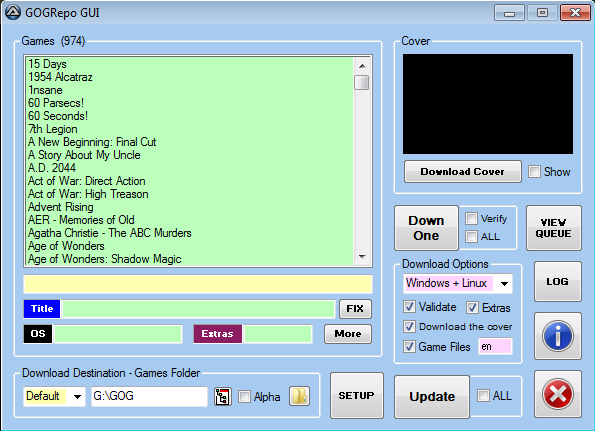 GOGRepo GUI
Games (974)
15 Days
1954 Alcatraz
1nsane
60 Parsecs!
60 Seconds!
7th Legion
A New Beginning: Final Cut
A Story About My Uncle
A.D. 2044
Act of War: Direct Action
Act of War: High Treason
Advent Rising
AER - Memories of Old
Agatha Christie - The ABC Murders
Age of Wonders
Age of Wonders: Shadow Magic
Title
FIX
OS
Extras
More
Cover
Download Cover
Show
Down One
Verify
ALL
VIEW QUEUE
Download Options
Windows + Linux
Validate
Extras
Download the cover
Game Files
en
LOG
Download Destination - Games Folder
Default
G:\GOG
Alpha
SETUP
Update
ALL